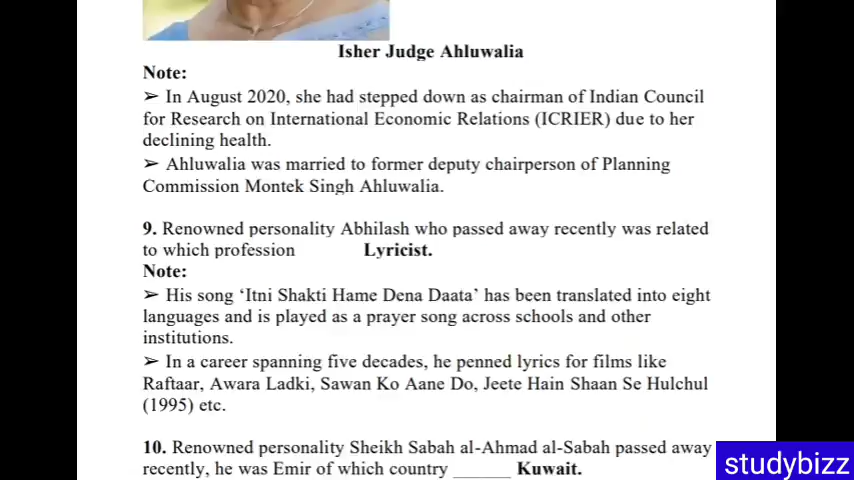 Isher Judge Ahluwalia
Note:
➢ In August 2020, she had stepped down as chairman of Indian Council
for Research on International Economic Relations (ICRIER) due to her
declining health.
➢ Ahluwalia was married to former deputy chairperson of Planning
Commission Montek Singh Ahluwalia.
9. Renowned personality Abhilash who passed away recently was related
to which profession Lyricist.
Note:
➢ His song ‘Itni Shakti Hame Dena Daata’ has been translated into eight
languages and is played as a prayer song across schools and other
institutions.
➢ In a career spanning five decades, he penned lyrics for films like
Raftaar, Awara Ladki, Sawan Ko Aane Do, Jeete Hain Shaan Se Hulchul
(1995) etc.
10. Renowned personality Sheikh Sabah al-Ahmad al-Sabah passed away
recently, he was Emir of which country ______ Kuwait.
studybizz